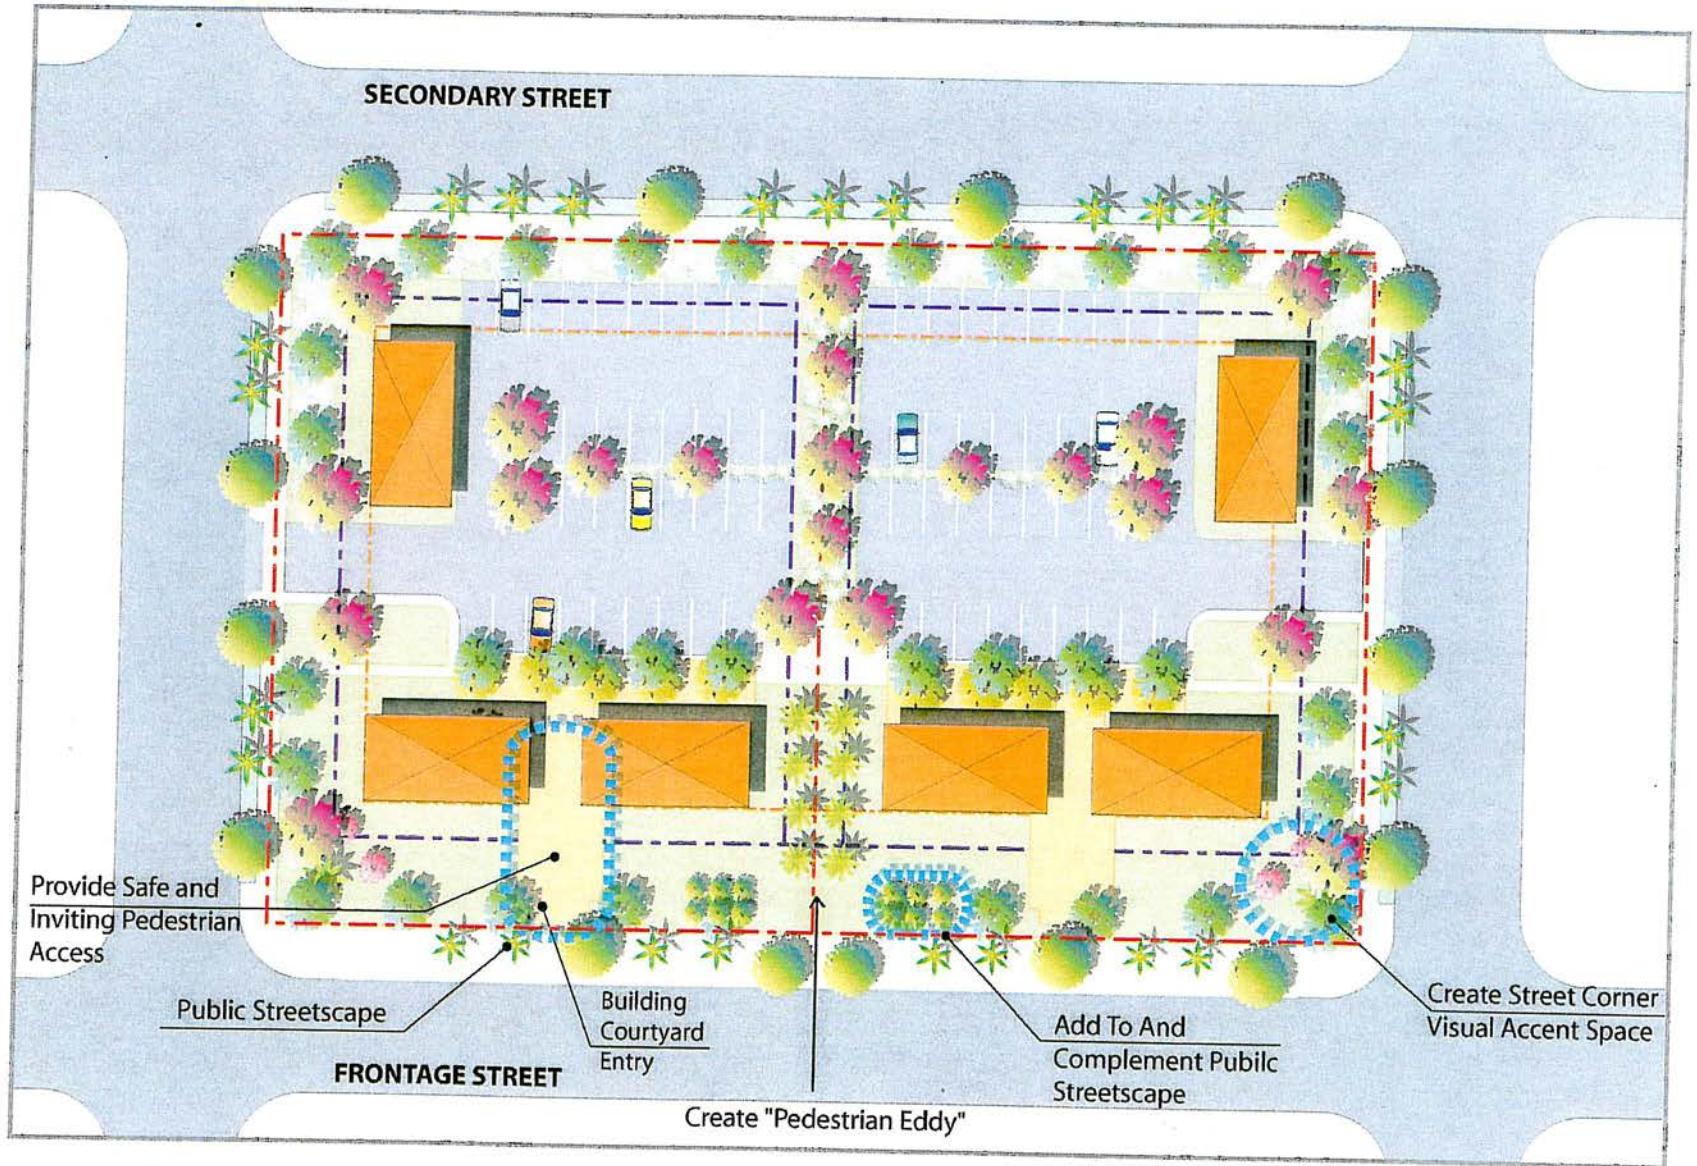 SECONDARY STREET
Provide Safe and
Inviting Pedestrian
Access
Public Streetscape
Building
Courtyard
Entry
FRONTAGE STREET
Create "Pedestrian Eddy"
Add To And
Complement Pubilc
Streetscape
Create Street Corner
Visual Accent Space